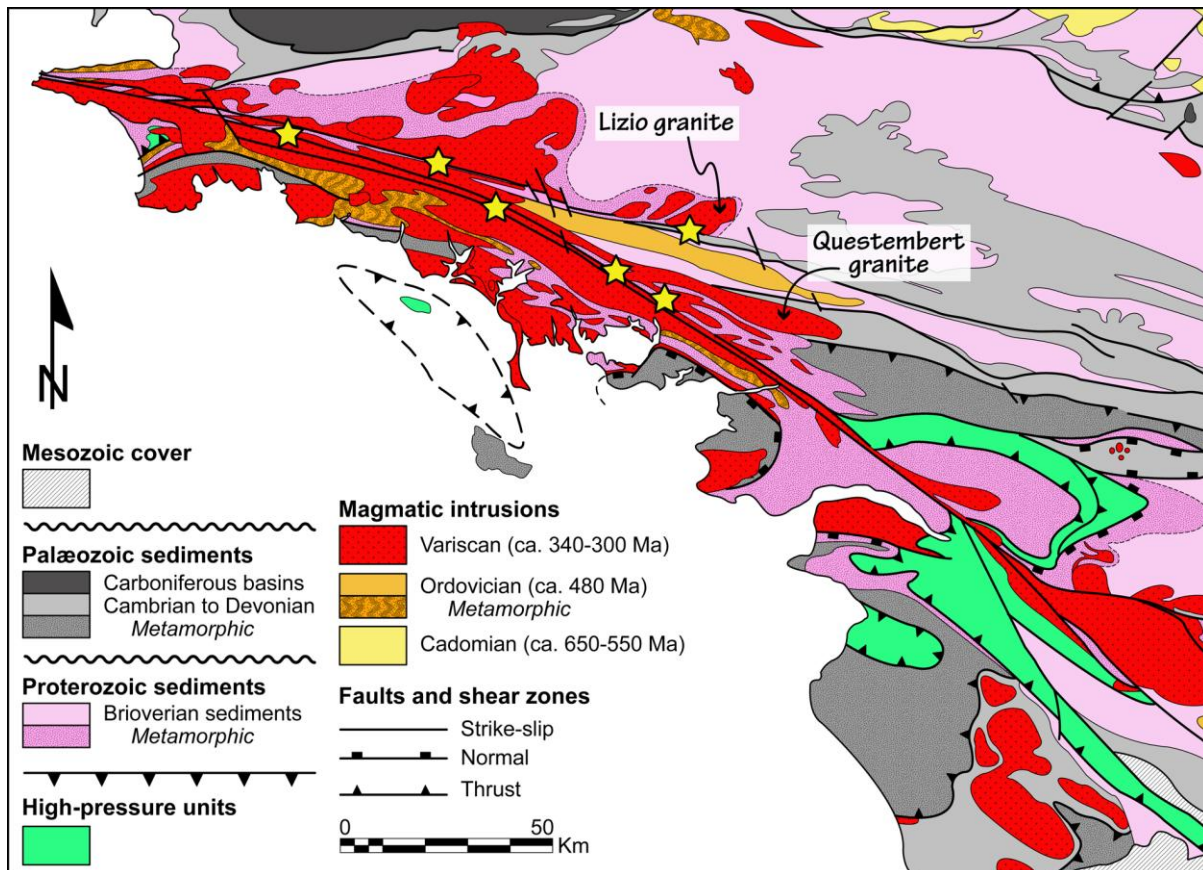 Lizio granite
Questembert
granite
N
Mesozoic cover
Palæozoic sediments
Carboniferous basins
Cambrian to Devonian
Metamorphic
Proterozoic sediments
Brioverian sediments
Metamorphic
High-pressure units
Magmatic intrusions
Variscan (ca. 340-300 Ma)
Ordovician (ca. 480 Ma)
Metamorphic
Cadomian (ca. 650-550 Ma)
Faults and shear zones
Strike-slip
Normal
Thrust
0 50
Km